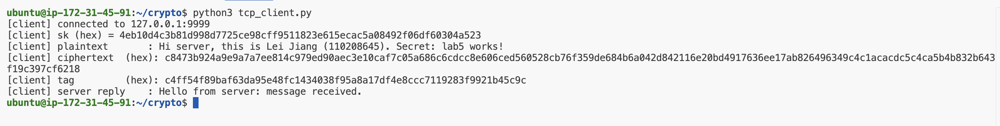 ubuntu@ip-172-31-45-91:~/crypto$ python3 tcp_client.py
[client] connected to 127.0.0.1:9999
[client] sk (hex) = 4eb10d4c3b81d998d7725ce98cff9511823e615ecac5a08492f06df60304a523
[client] plaintext       : Hi server, this is Lei Jiang (110208645). Secret: lab5 works!
[client] ciphertext  (hex): c8473b924a9e9a7a7ee814c979ed90aec3e10caf7c05a686c6cdcc8e606ced560528cb76f359de684b6a042d842116e20bd4917636ee17ab826496349c4c1acacdc5c4ca5b4b832b643
f19c397cf6218
[client] tag         (hex): c4ff54f89baf63da95e48fc1434038f95a8a17df4e8ccc7119283f9921b45c9c
[client] server reply    : Hello from server: message received.
ubuntu@ip-172-31-45-91:~/crypto$